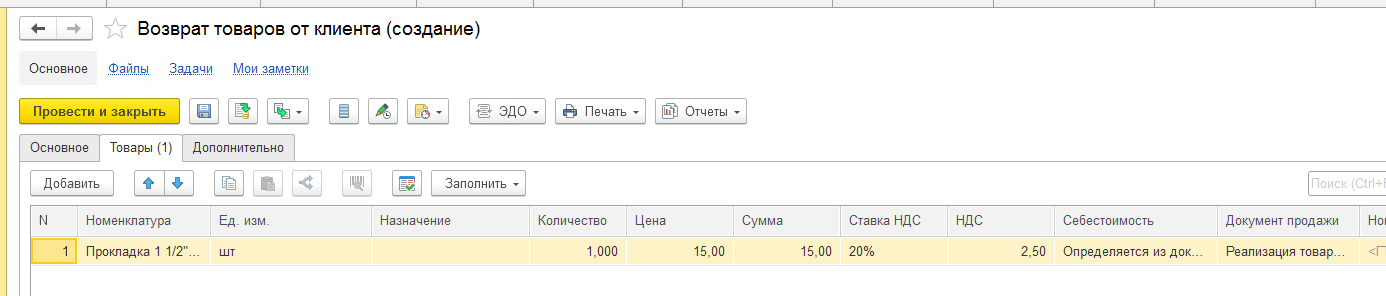 Возврат товаров от клиента (создание)
Основное Файлы Задачи Мои заметки
Провести и закрыть ЭДО Печать Отчеты
Основное Товары (1) Дополнительно
Добавить Заполнить Поиск (Ctrl+
N Номенклатура Ед. изм. Назначение Количество Цена Сумма Ставка НДС НДС Себестоимость Документ продажи
1 Прокладка 1 1/2"... шт 1,000 15,00 15,00 20% 2,50 Определяется из док... Реализация товар...